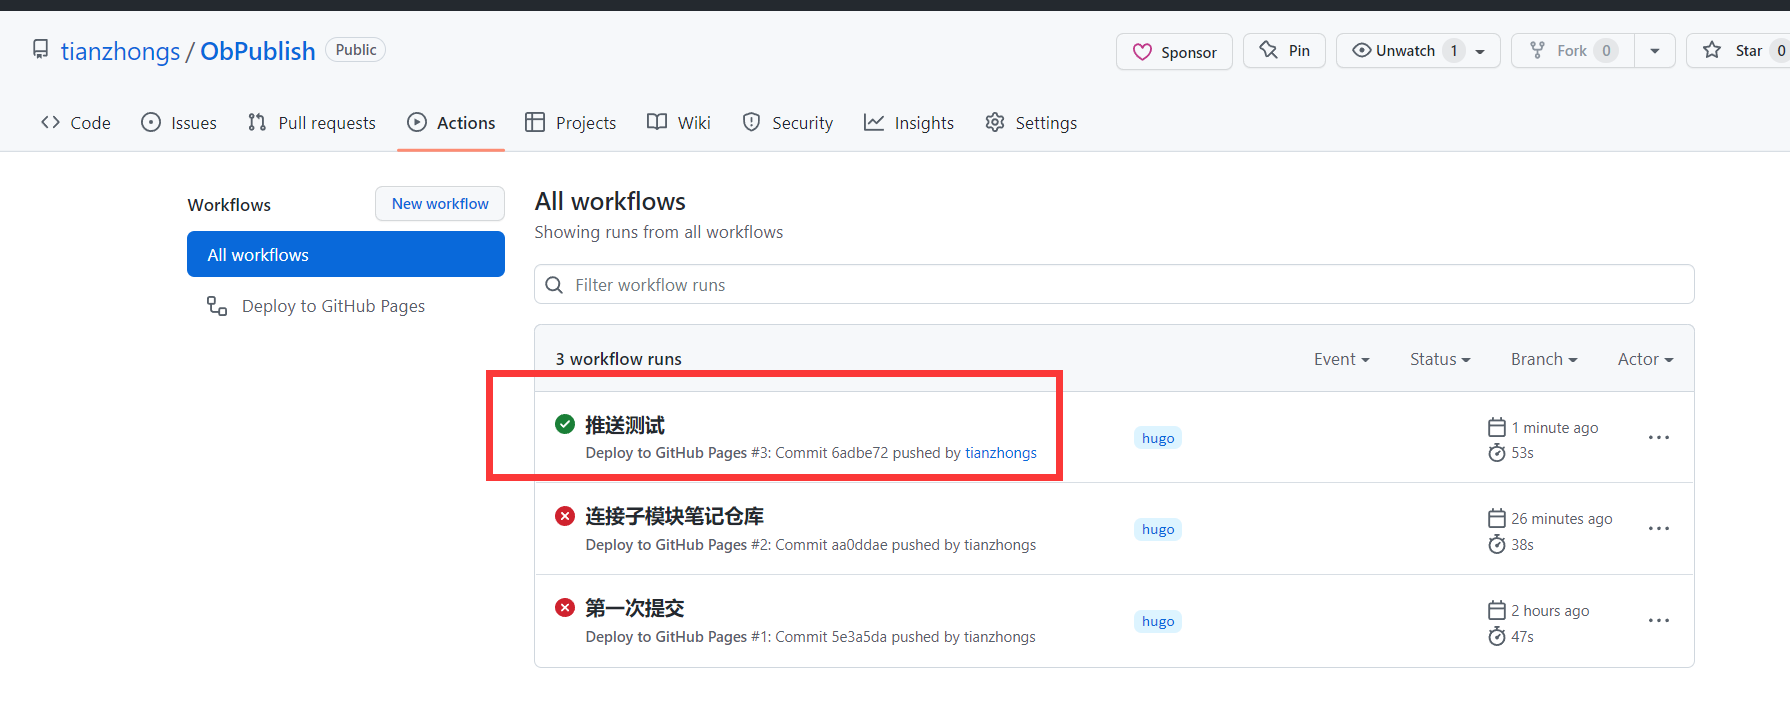 tianzhongs / ObPublish Public
Sponsor Pin Unwatch 1 Fork 0 Star 0
Code Issues Pull requests Actions Projects Wiki Security Insights Settings
Workflows
New workflow
All workflows
Deploy to GitHub Pages
All workflows
Showing runs from all workflows
Filter workflow runs
3 workflow runs
Event Status Branch Actor
推送测试
Deploy to GitHub Pages #3: Commit 6adbe72 pushed by tianzhongs
hugo
1 minute ago
53s
连接子模块笔记仓库
Deploy to GitHub Pages #2: Commit aa0ddae pushed by tianzhongs
hugo
26 minutes ago
38s
第一次提交
Deploy to GitHub Pages #1: Commit 5e3a5da pushed by tianzhongs
hugo
2 hours ago
47s